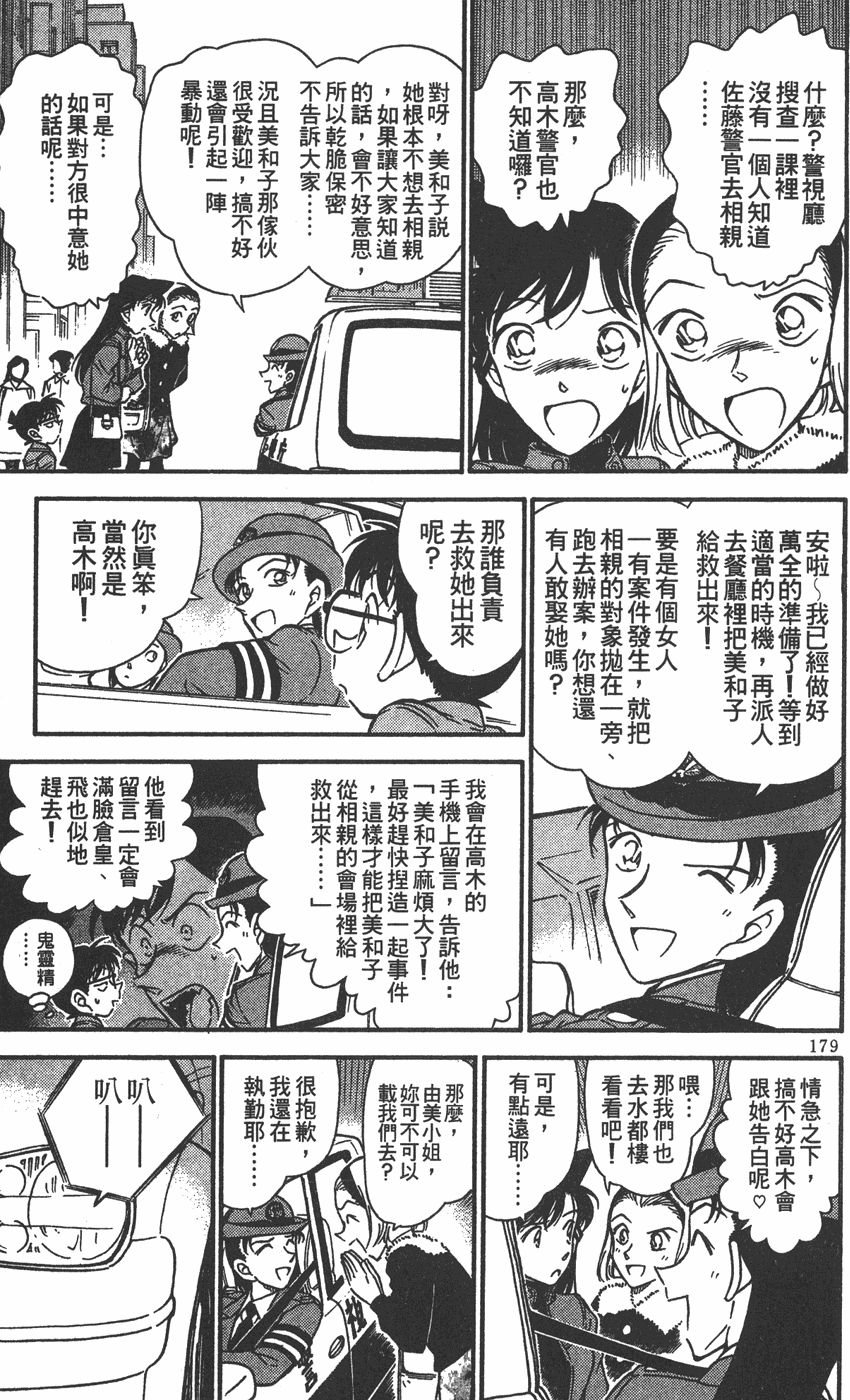 什麼？警視廳
搜查一課裡
沒有一個人知道
佐藤警官去相親
……
那麼，
高木警官也
不知道囉？
對呀，美和子說
她根本不想去相親
，如果讓大家知道
的話，會不好意思，
所以乾脆保密
不告訴大家……
況且美和子那傢伙
很受歡迎，搞不好
還會引起一陣
暴動呢！
可是…
如果對方很中意她
的話呢……
安啦～我已經做好
萬全的準備了！等到
適當的時機，再派人
去餐廳裡把美和子
給救出來！
要是有個女人
一有案件發生，就把
相親的對象拋在一旁、
跑去辦案，你想還
有人敢娶她嗎？
那誰負責
去救她出來
呢？
你真笨，
當然是
高木啊！
我會在高木的
手機上留言，告訴他：
「美和子麻煩大了！
最好趕快捏造一起事件
，這樣才能把美和子
從相親的會場裡給
救出來……」
他看到
留言一定會
滿臉倉皇、
飛也似地
趕去！
鬼靈精
……
179
情急之下，
搞不好高木會
跟她告白呢♡
喂…
那我們也
去水都樓
看看吧！
可是，
有點遠耶……
那麼，
由美小姐，
妳可不可以
載我們去？
很抱歉，
我還在
執勤耶……
叭——
叭——